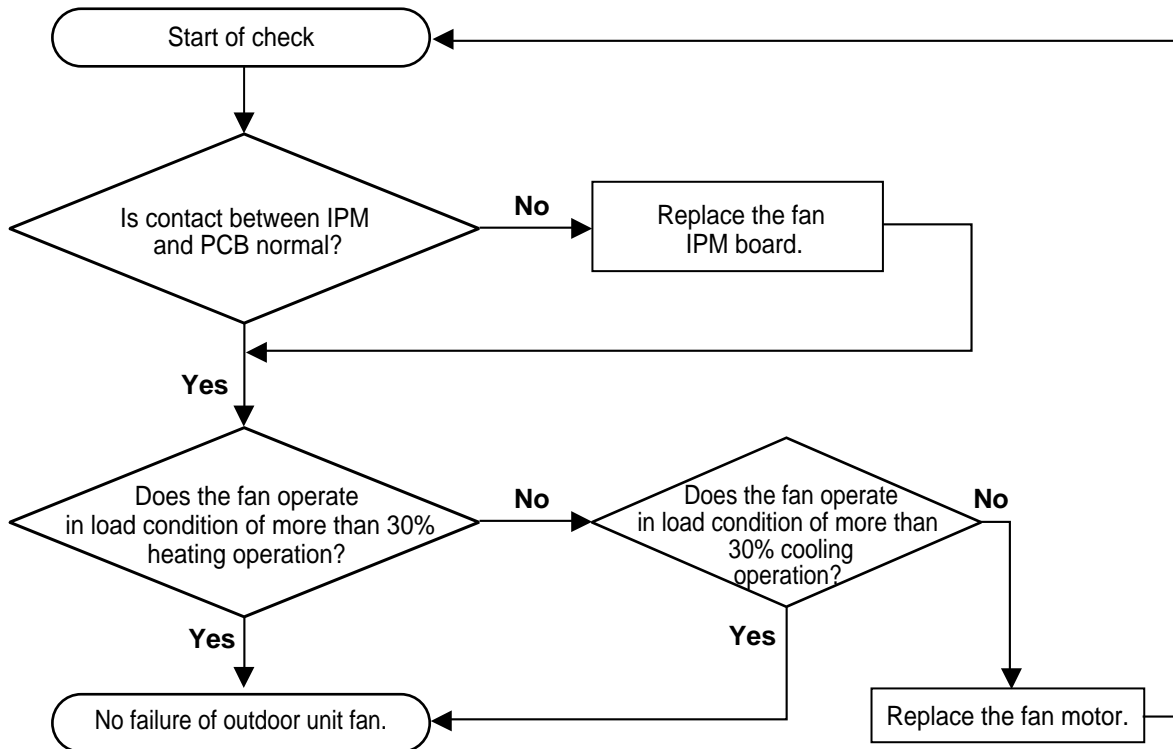 Start of check
Is contact between IPM
and PCB normal?
No
Replace the fan
IPM board.
Yes
Does the fan operate
in load condition of more than 30%
heating operation?
No
Does the fan operate
in load condition of more than
30% cooling
operation?
No
Yes
Yes
No failure of outdoor unit fan.
Replace the fan motor.